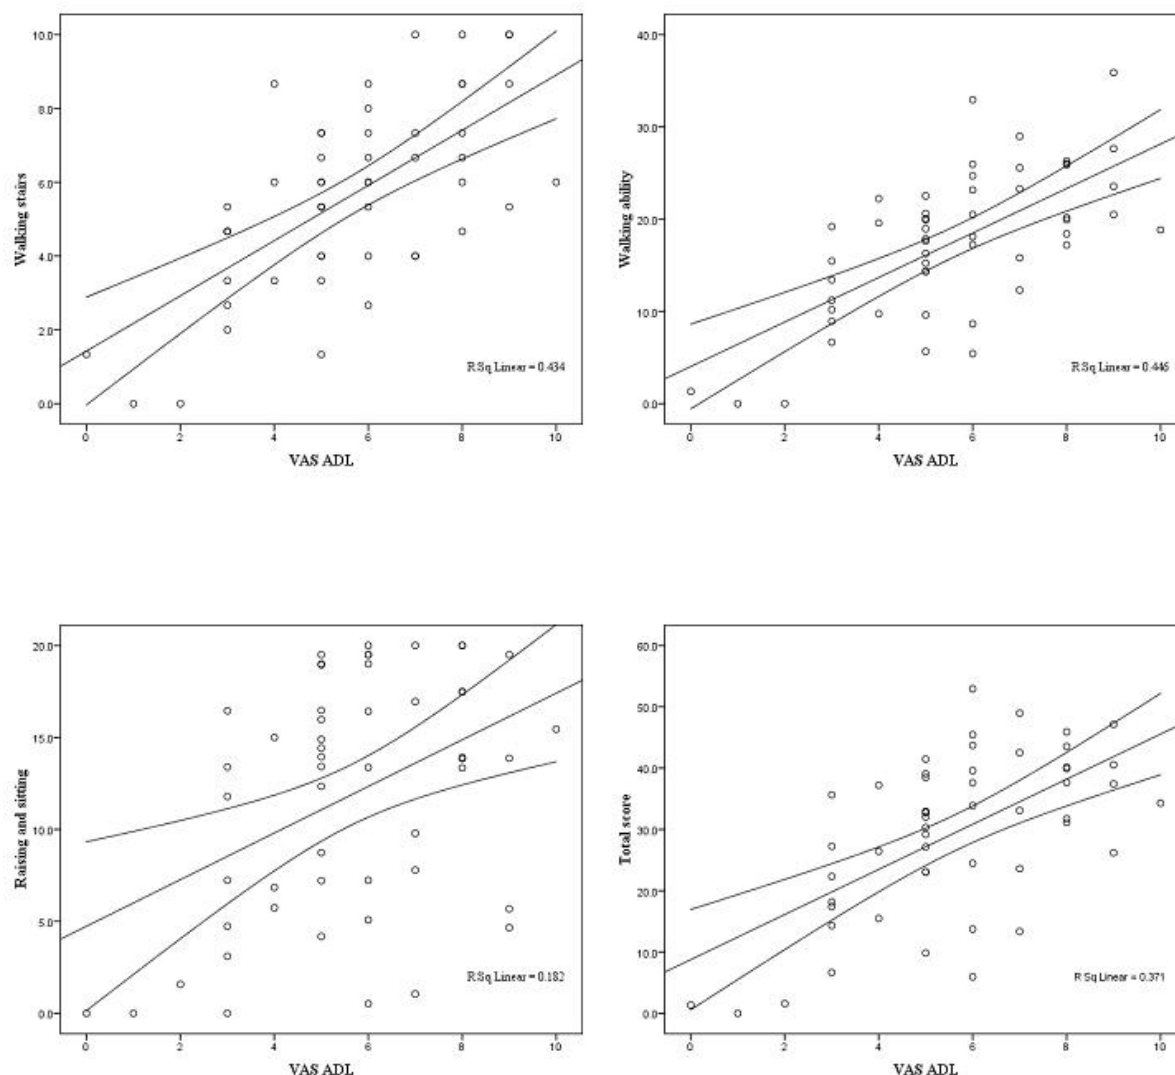 10.0
8.0
6.0
4.0
2.0
0.0
Walking stairs
R Sq Linear = 0.434
0 2 4 6 8 10
VAS ADL
40.0
30.0
20.0
10.0
0.0
Walking ability
R Sq Linear = 0.446
0 2 4 6 8 10
VAS ADL
20.0
15.0
10.0
5.0
0.0
Raising and sitting
R Sq Linear = 0.182
0 2 4 6 8 10
VAS ADL
60.0
50.0
40.0
30.0
20.0
10.0
0.0
Total score
R Sq Linear = 0.371
0 2 4 6 8 10
VAS ADL